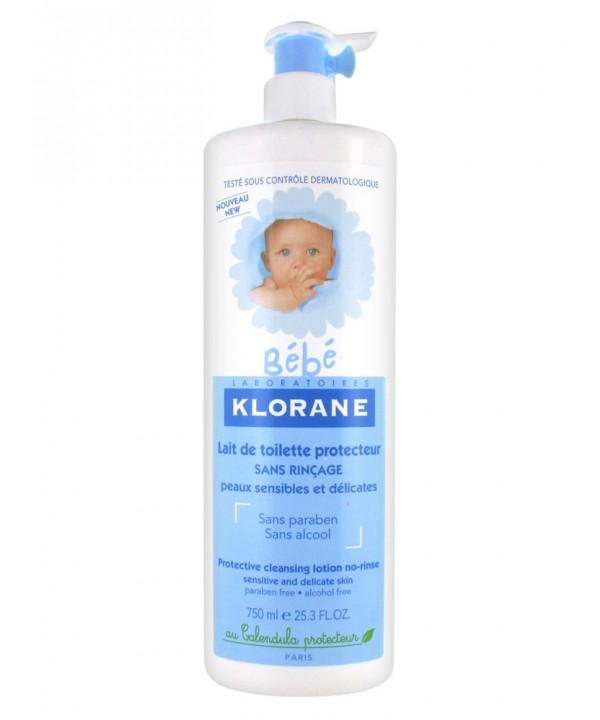 TESTÉ SOUS CONTRÔLE DERMATOLOGIQUE
NOUVEAU
NEW
Bébé
LABORATOIRES
KLORANE
Lait de toilette protecteur
SANS RINÇAGE
peaux sensibles et délicates
Sans paraben
Sans alcool
Protective cleansing lotion no-rinse
sensitive and delicate skin
paraben free • alcohol free
750 ml e 25.3 FL.OZ.
au Calendula protecteur
PARIS